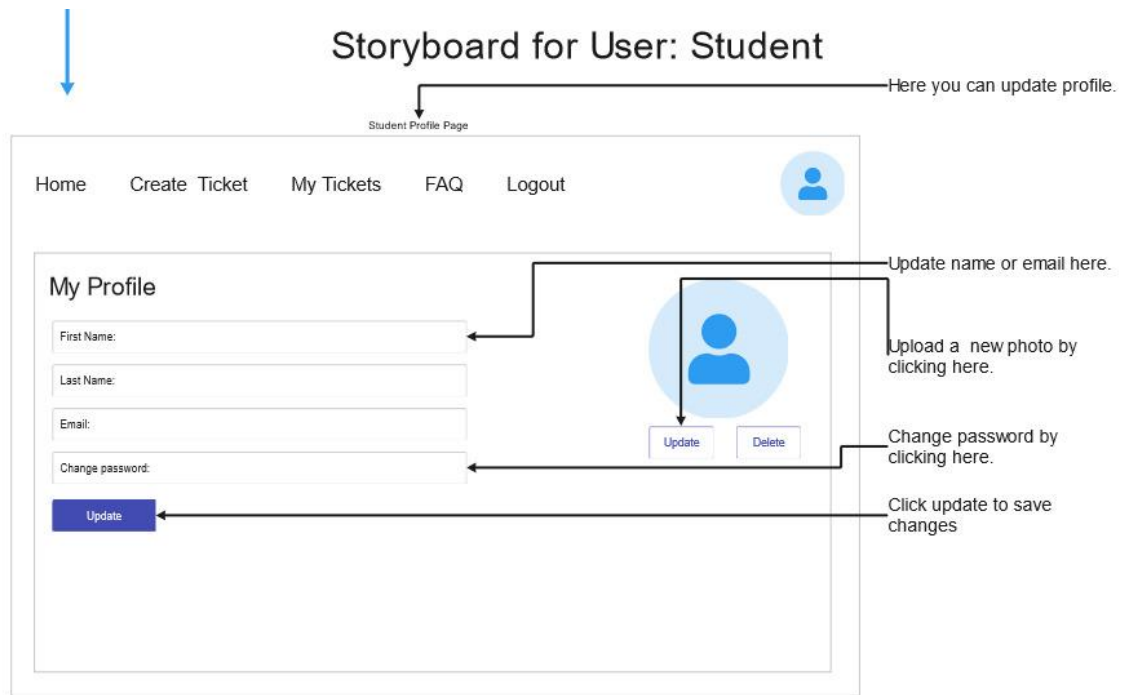 Storyboard for User: Student
Here you can update profile.
Student Profile Page
Home Create Ticket My Tickets FAQ Logout
My Profile
Update name or email here.
First Name:
Upload a new photo by
clicking here.
Last Name:
Email:
Update Delete
Change password by
clicking here.
Change password:
Update
Click update to save
changes